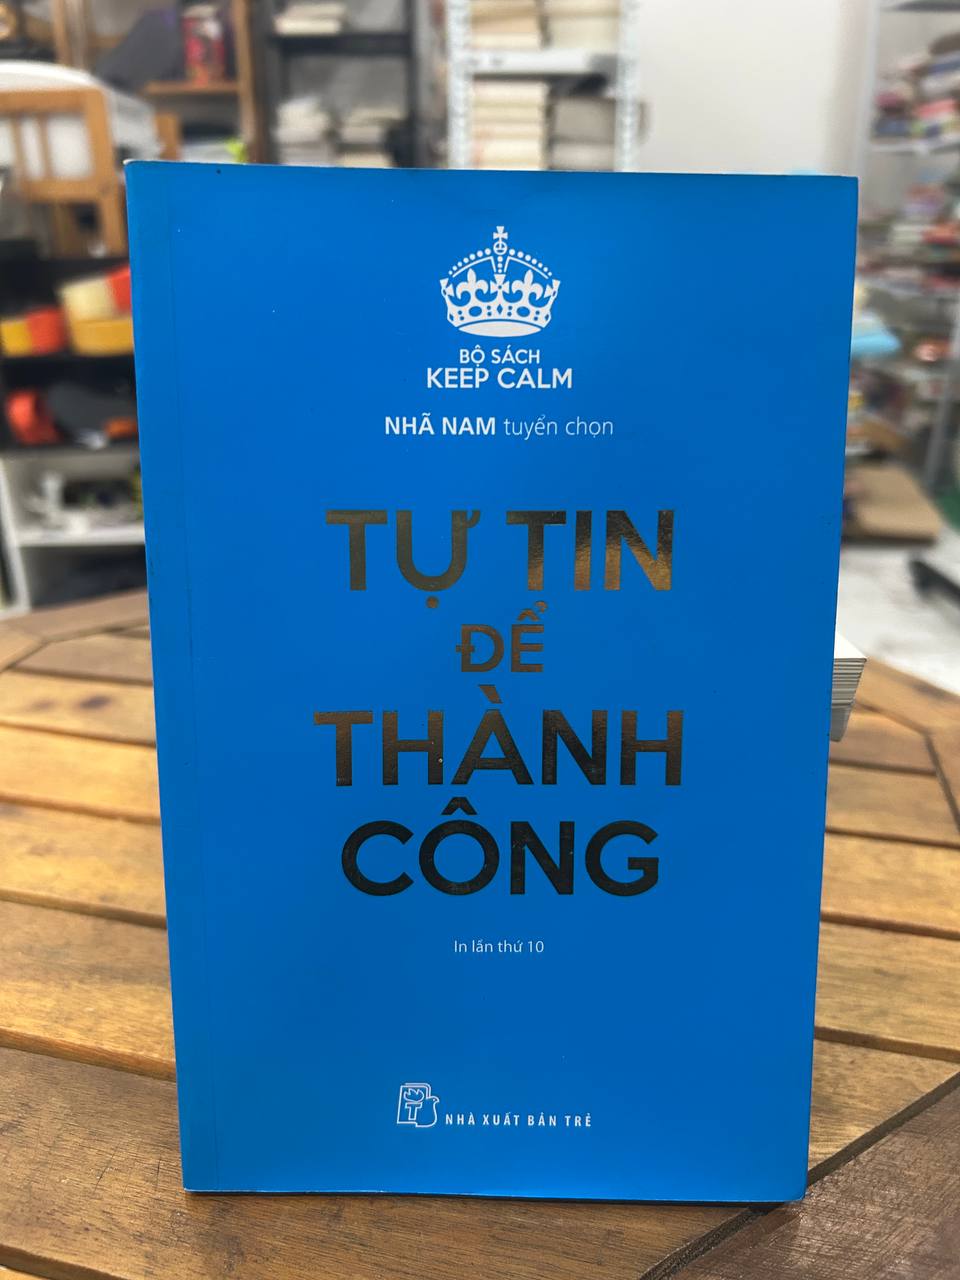 BỘ SÁCH
KEEP CALM
NHÃ NAM tuyển chọn
TỰ TIN
ĐỂ
THÀNH
CÔNG
In lần thứ 10
T
NHÀ XUẤT BẢN TRẺ